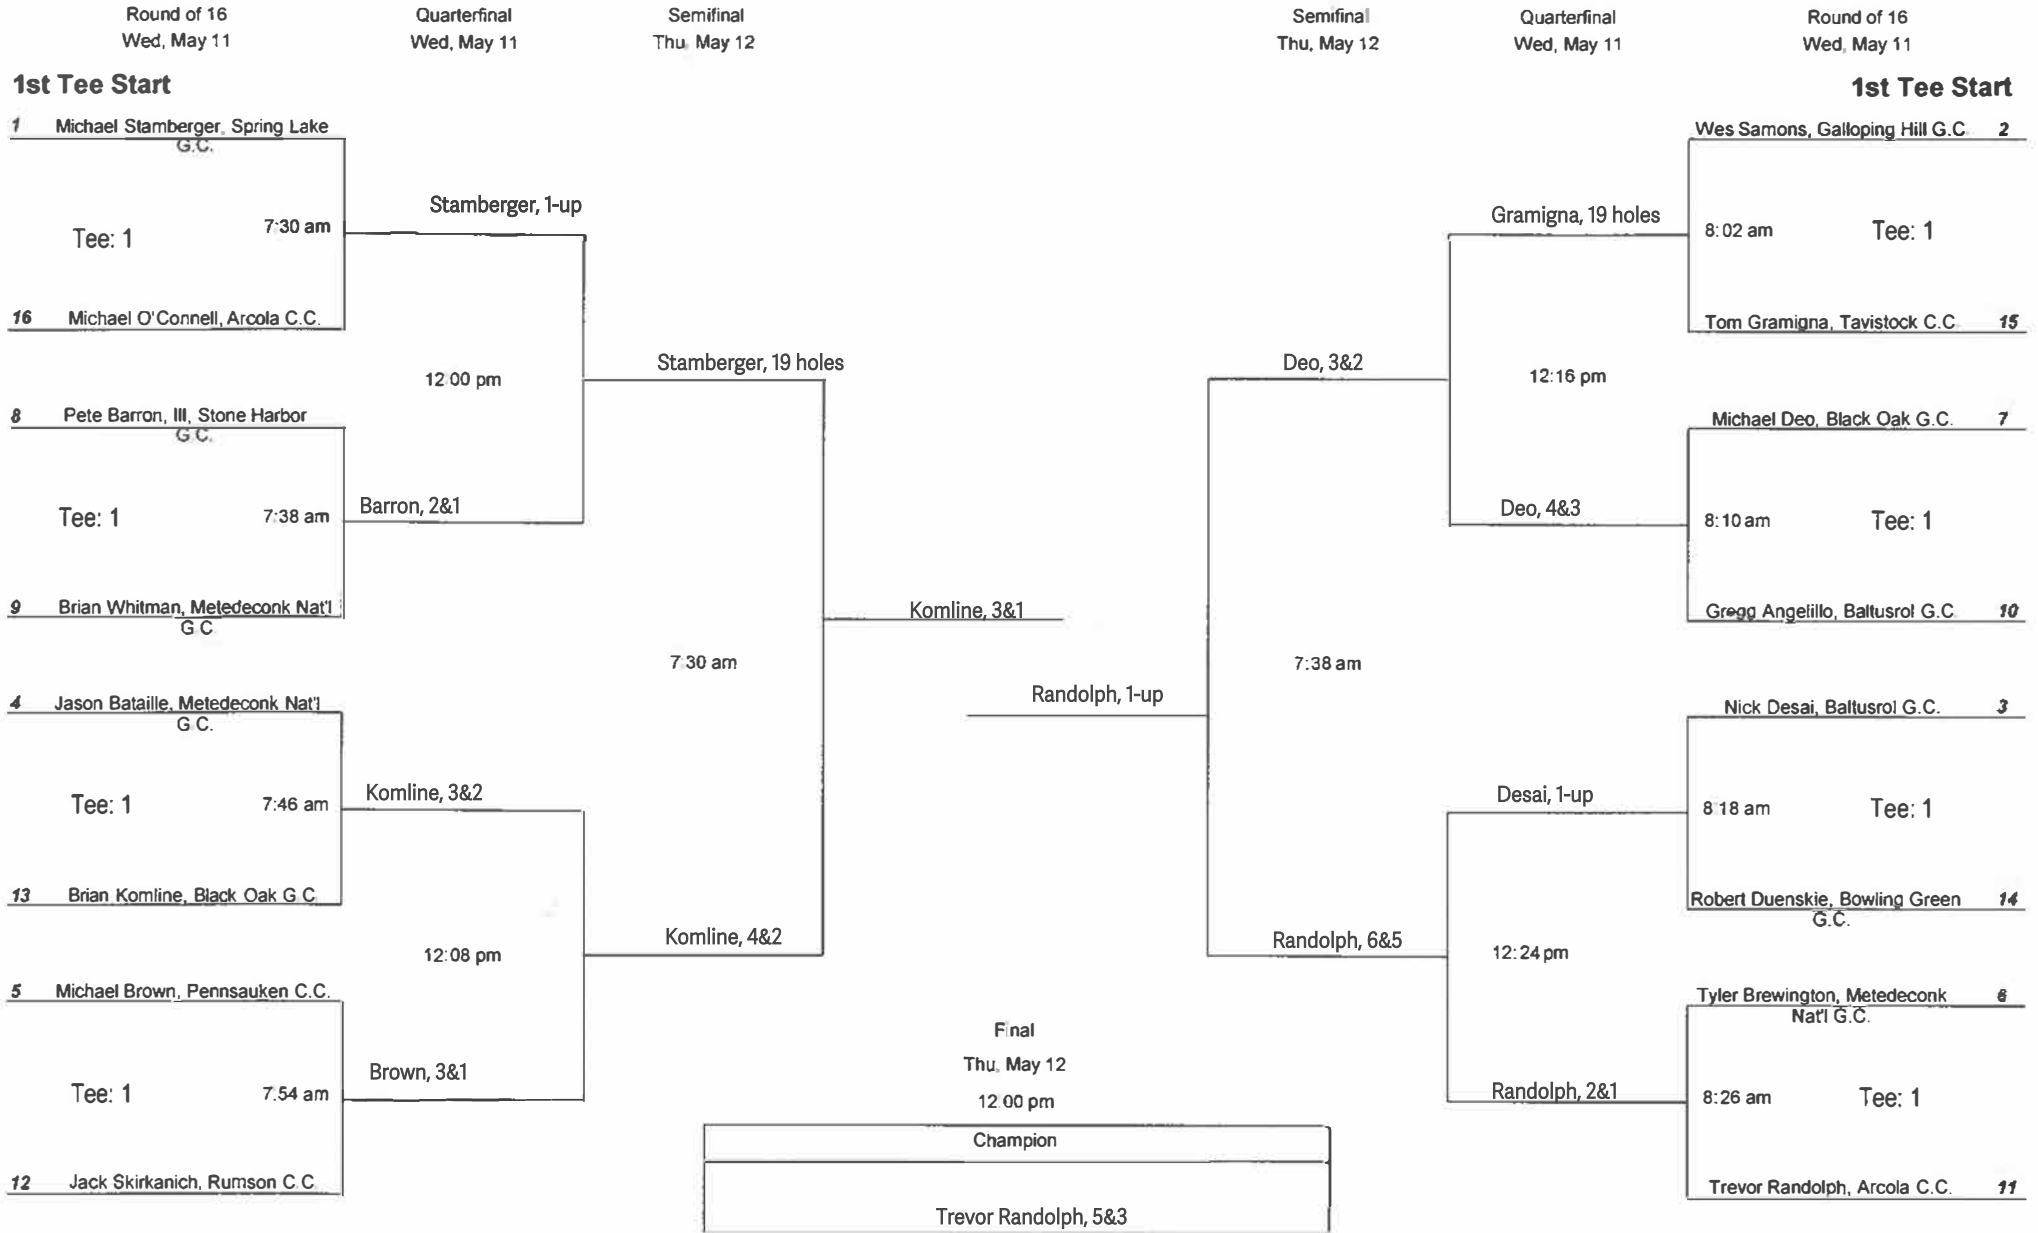 Round of 16
Wed, May 11
Quarterfinal
Wed, May 11
Semifinal
Thu, May 12
Semifinal
Thu, May 12
Quarterfinal
Wed, May 11
Round of 16
Wed, May 11
1st Tee Start
1 Michael Stamberger, Spring Lake
G.C.
Tee: 1 7:30 am
16 Michael O'Connell, Arcola C.C.
Stamberger, 1-up
12:00 pm
8 Pete Barron, III, Stone Harbor
G.C.
Tee: 1 7:38 am
9 Brian Whitman, Metedeconk Nat'l
G.C.
Barron, 2&1
Stamberger, 19 holes
7:30 am
4 Jason Bataille, Metedeconk Nat'l
G.C.
Tee: 1 7:46 am
13 Brian Komline, Black Oak G.C.
Komline, 3&2
12:08 pm
5 Michael Brown, Pennsauken C.C.
Tee: 1 7:54 am
12 Jack Skirkanich, Rumson C.C.
Brown, 3&1
Komline, 4&2
Komline, 3&1
1st Tee Start
Wes Samons, Galloping Hill G.C. 2
8:02 am Tee: 1
Tom Gramigna, Tavistock C.C. 15
Gramigna, 19 holes
12:16 pm
Michael Deo, Black Oak G.C. 7
8:10 am Tee: 1
Gregg Angelillo, Baltusrol G.C. 10
Deo, 4&3
Deo, 3&2
7:38 am
Nick Desai, Baltusrol G.C. 3
8:18 am Tee: 1
Robert Duenskie, Bowling Green 14
G.C.
Desai, 1-up
12:24 pm
Tyler Brewington, Metedeconk 6
Nat'l G.C.
8:26 am Tee: 1
Trevor Randolph, Arcola C.C. 11
Randolph, 2&1
Randolph, 6&5
Randolph, 1-up
Final
Thu, May 12
12:00 pm
Champion
Trevor Randolph, 5&3